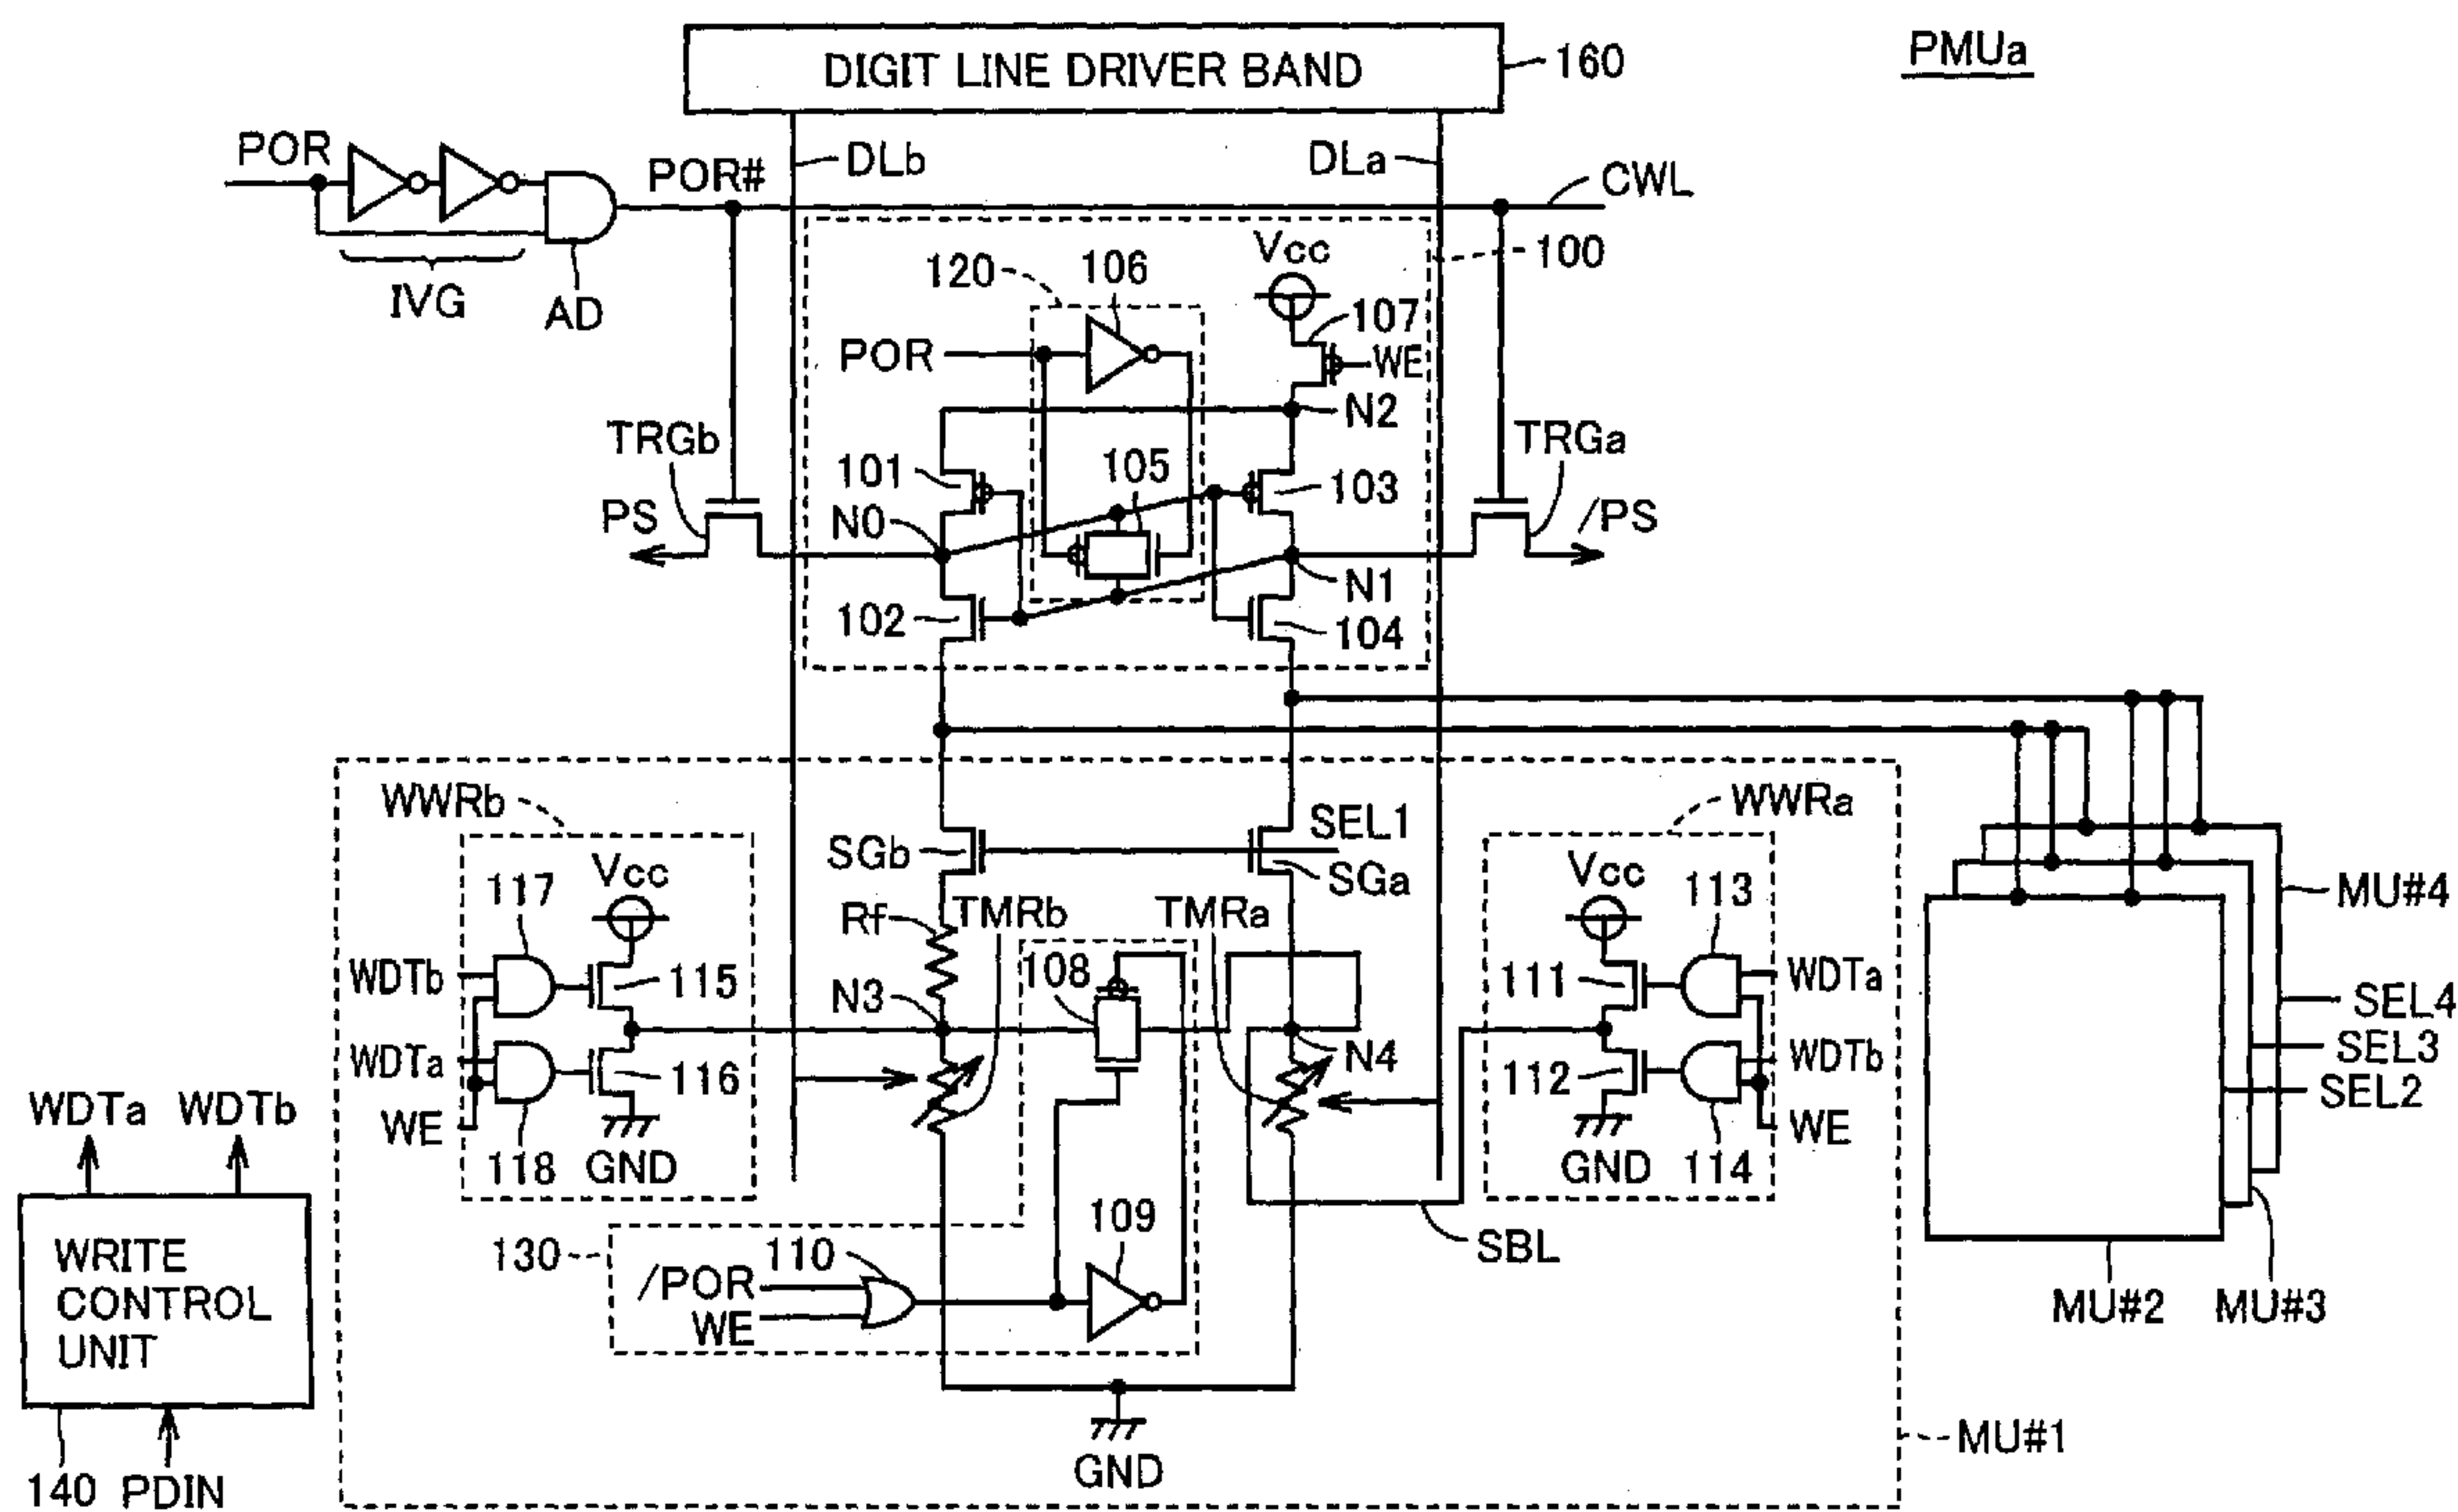 PMUa
DIGIT LINE DRIVER BAND
160
POR
POR#
DLb
DLa
CWL
IVG
AD
120
106
Vcc
100
107
POR
WE
N2
TRGb
TRGa
101
105
103
PS
N0
/PS
N1
102
104
WWRb
WWRa
SEL1
SGb
SGa
Vcc
117
Rf
TMRb
TMRa
Vcc
113
MU#4
WDTb
115
N3
108
111
WDTa
SEL4
WDTa
116
N4
112
WDTb
SEL3
SEL2
WDTa
WDTb
WE
118
GND
GND
114
WE
109
130
110
SBL
WRITE
CONTROL
UNIT
/POR
WE
MU#2
MU#3
GND
MU#1
140
PDIN